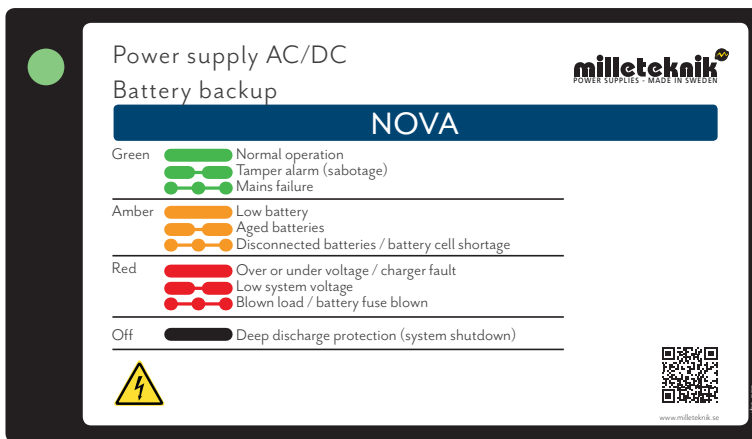 Power supply AC/DC
Battery backup
milleteknik
POWER SUPPLIES - MADE IN SWEDEN
NOVA
Green
Normal operation
Tamper alarm (sabotage)
Mains failure
Amber
Low battery
Aged batteries
Disconnected batteries / battery cell shortage
Red
Over or under voltage / charger fault
Low system voltage
Blown load / battery fuse blown
Off
Deep discharge protection (system shutdown)
www.milleteknik.se